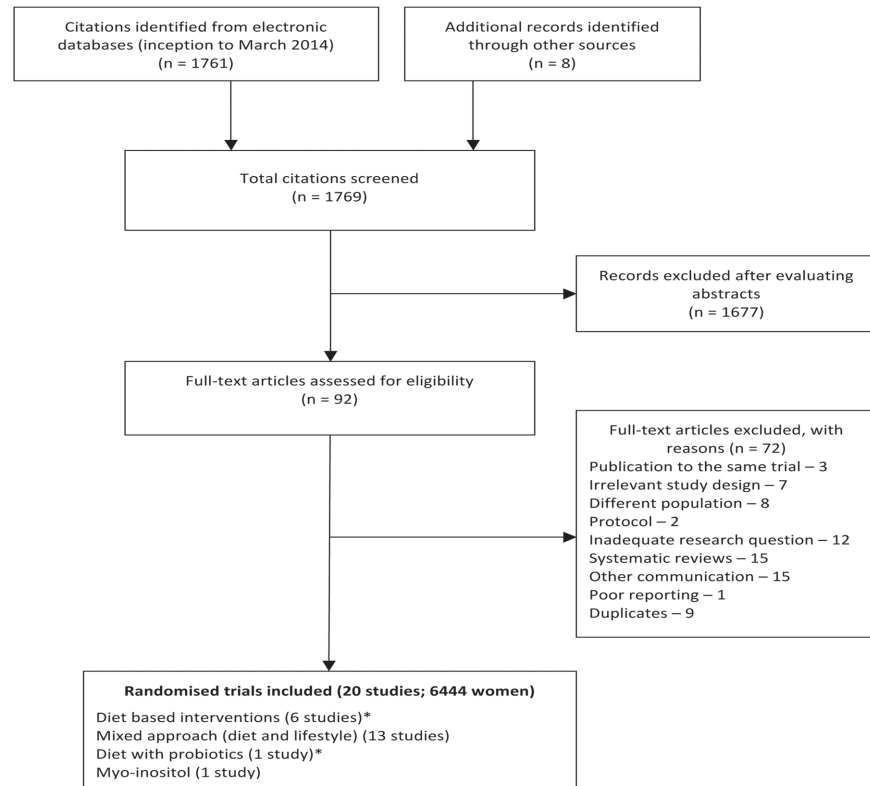 Citations identified from electronic
databases (inception to March 2014)
(n = 1761)
Additional records identified
through other sources
(n = 8)
Total citations screened
(n = 1769)
Records excluded after evaluating
abstracts
(n = 1677)
Full-text articles assessed for eligibility
(n = 92)
Full-text articles excluded, with
reasons (n = 72)
Publication to the same trial – 3
Irrelevant study design – 7
Different population – 8
Protocol – 2
Inadequate research question – 12
Systematic reviews – 15
Other communication – 15
Poor reporting – 1
Duplicates – 9
Randomised trials included (20 studies; 6444 women)
Diet based interventions (6 studies)*
Mixed approach (diet and lifestyle) (13 studies)
Diet with probiotics (1 study)*
Myo-inositol (1 study)